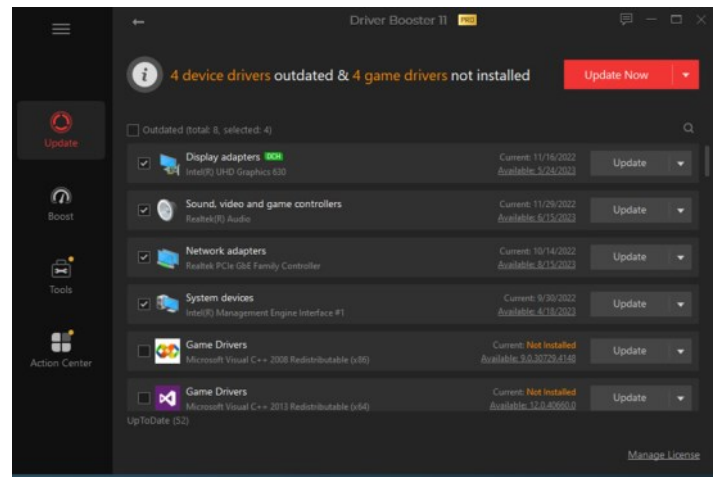 Driver Booster 11 PRO
4 device drivers outdated & 4 game drivers not installed
Update Now
Update
Boost
Tools
Action Center
Outdated (total: 8, selected: 4)
Display adapters DCH
Intel(R) UHD Graphics 630
Current: 11/16/2022
Available: 5/24/2023
Update
Sound, video and game controllers
Realtek(R) Audio
Current: 11/29/2022
Available: 6/15/2023
Update
Network adapters
Realtek PCIe GbE Family Controller
Current: 10/14/2022
Available: 8/15/2023
Update
System devices
Intel(R) Management Engine Interface #1
Current: 9/30/2022
Available: 4/18/2023
Update
Game Drivers
Microsoft Visual C++ 2008 Redistributable (x86)
Current: Not Installed
Available: 9.0.30729.4148
Update
Game Drivers
Microsoft Visual C++ 2013 Redistributable (x64)
Current: Not Installed
Available: 12.0.40660.0
Update
UpToDate (52)
Manage License